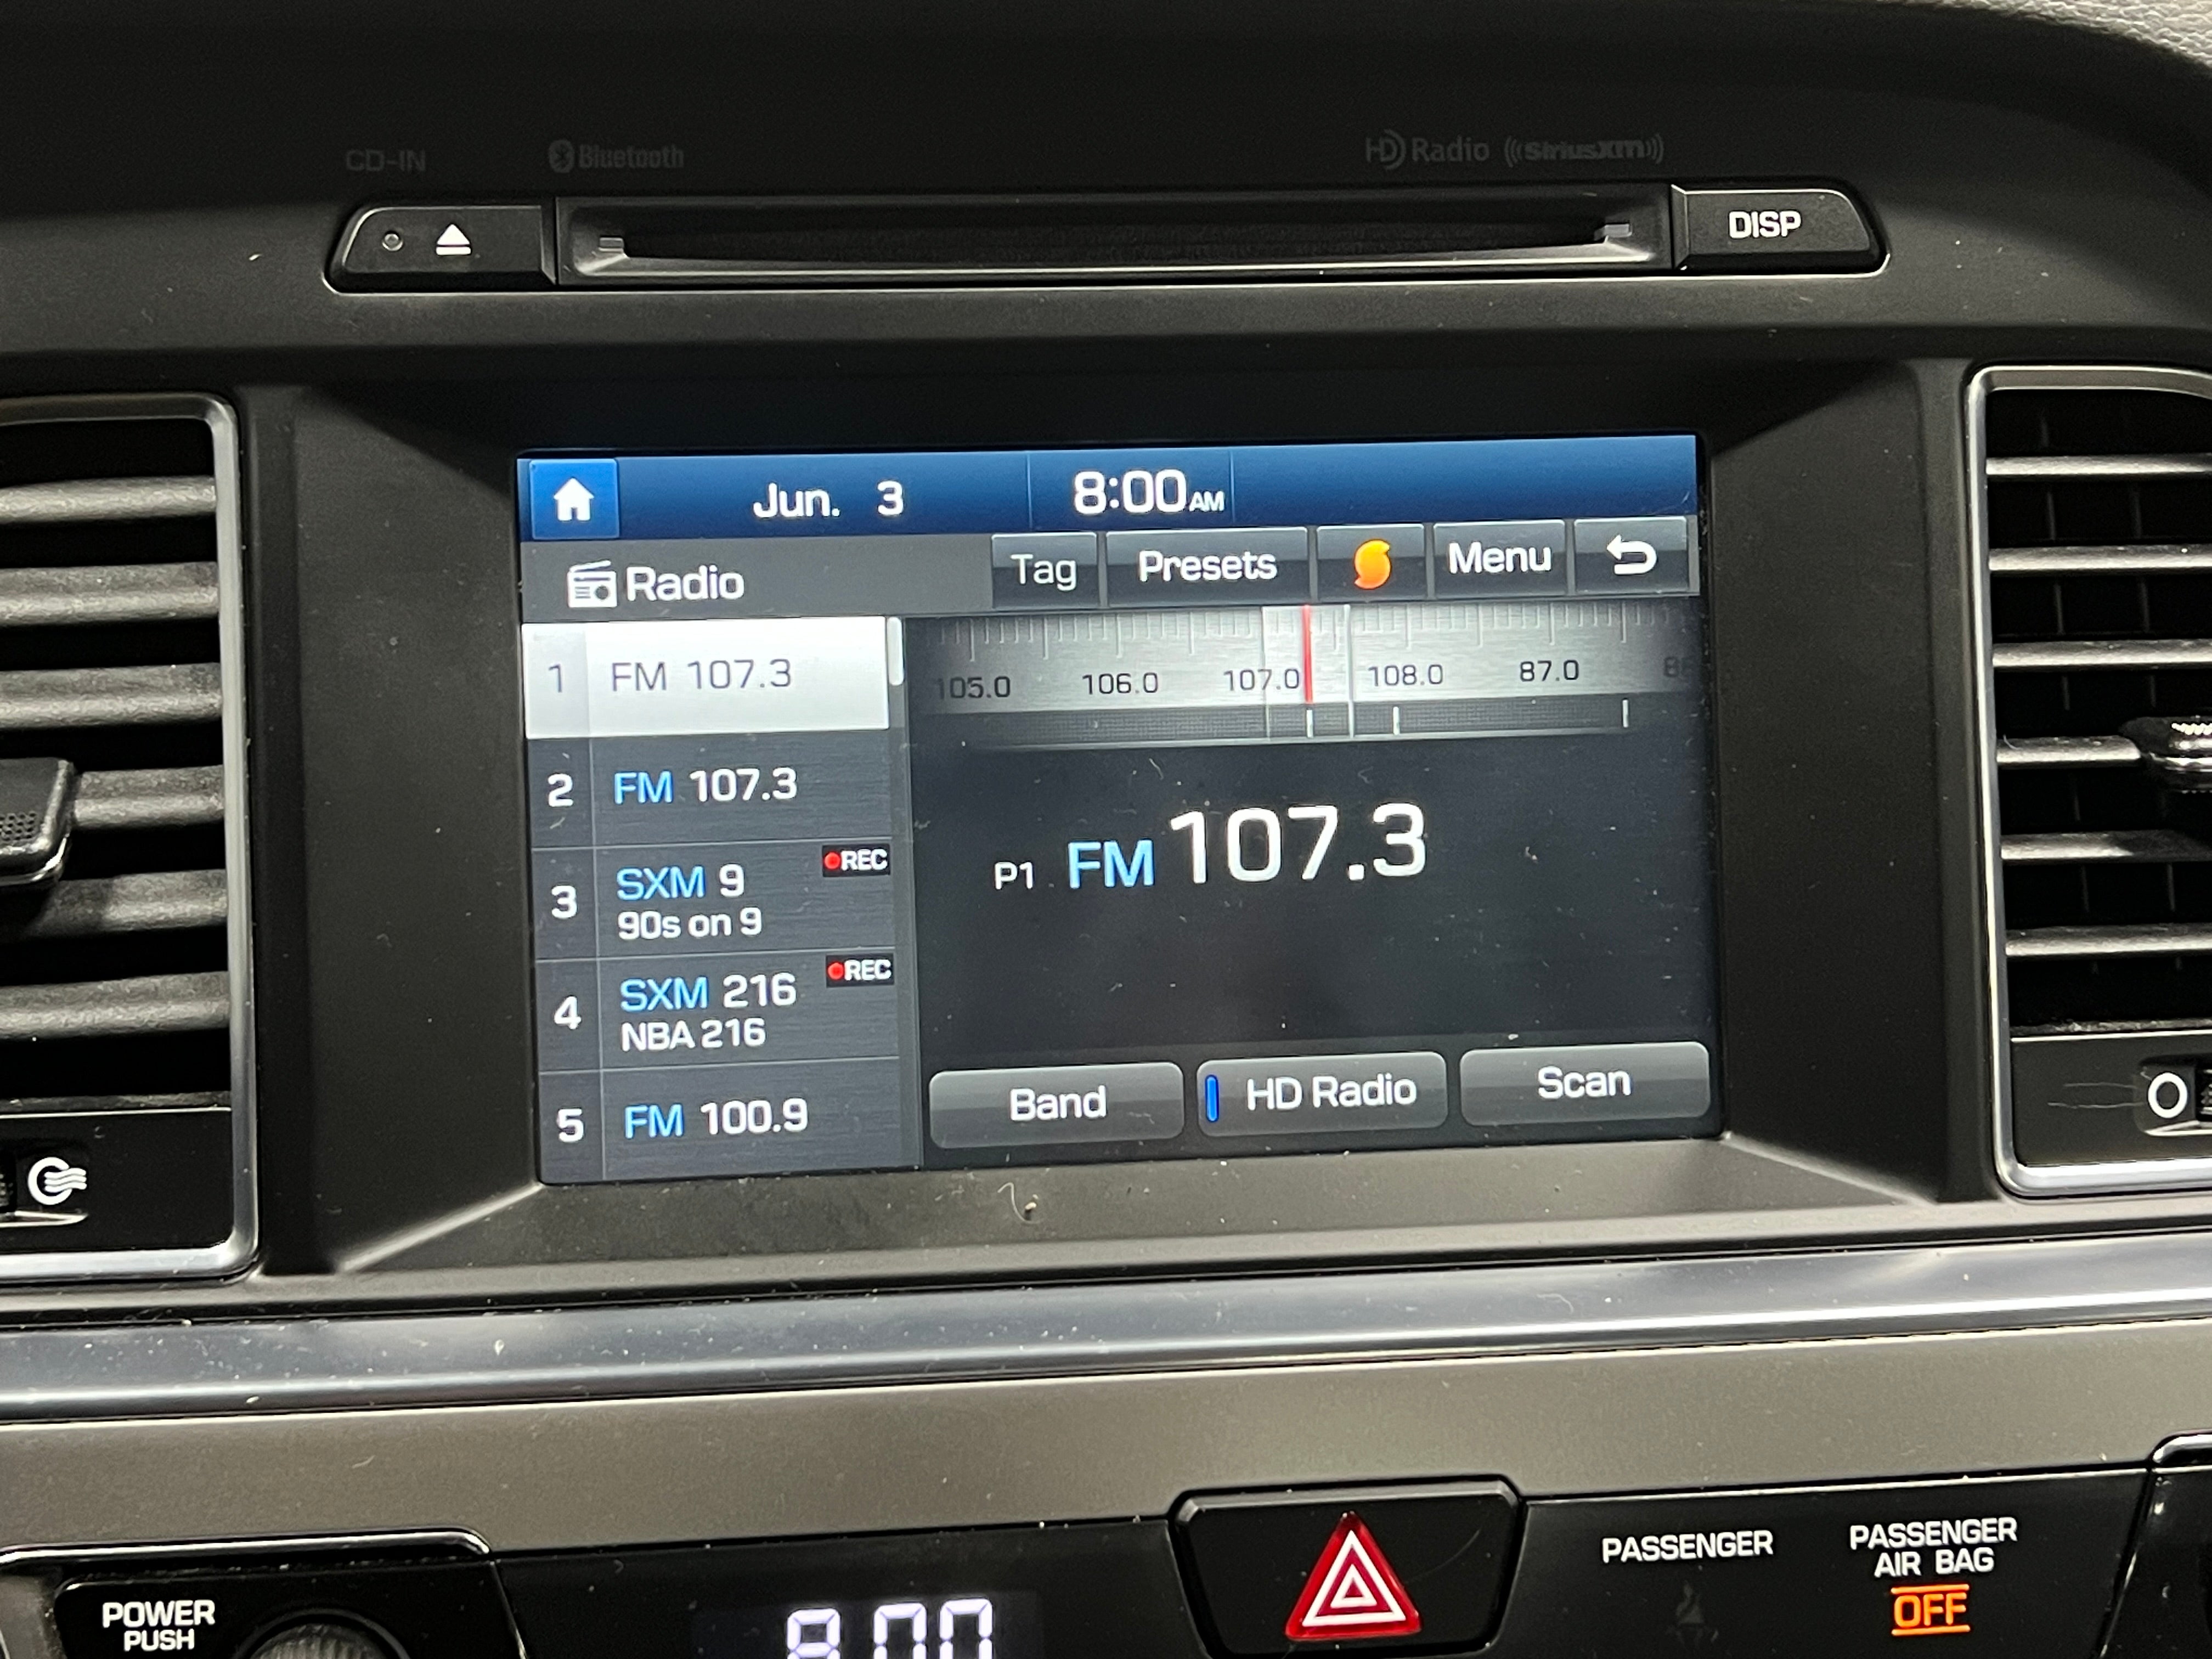 CD-IN
Bluetooth
HD Radio ((SiriusXM))
DISP
Jun. 3
8:00AM
Radio
Tag
Presets
Menu
1 FM 107.3
105.0 106.0 107.0 108.0 87.0
2 FM 107.3
P1 FM 107.3
3 SXM 9 REC
90s on 9
4 SXM 216 REC
NBA 216
5 FM 100.9
Band
HD Radio
Scan
POWER
PUSH
8:00
PASSENGER
PASSENGER
AIR BAG
OFF